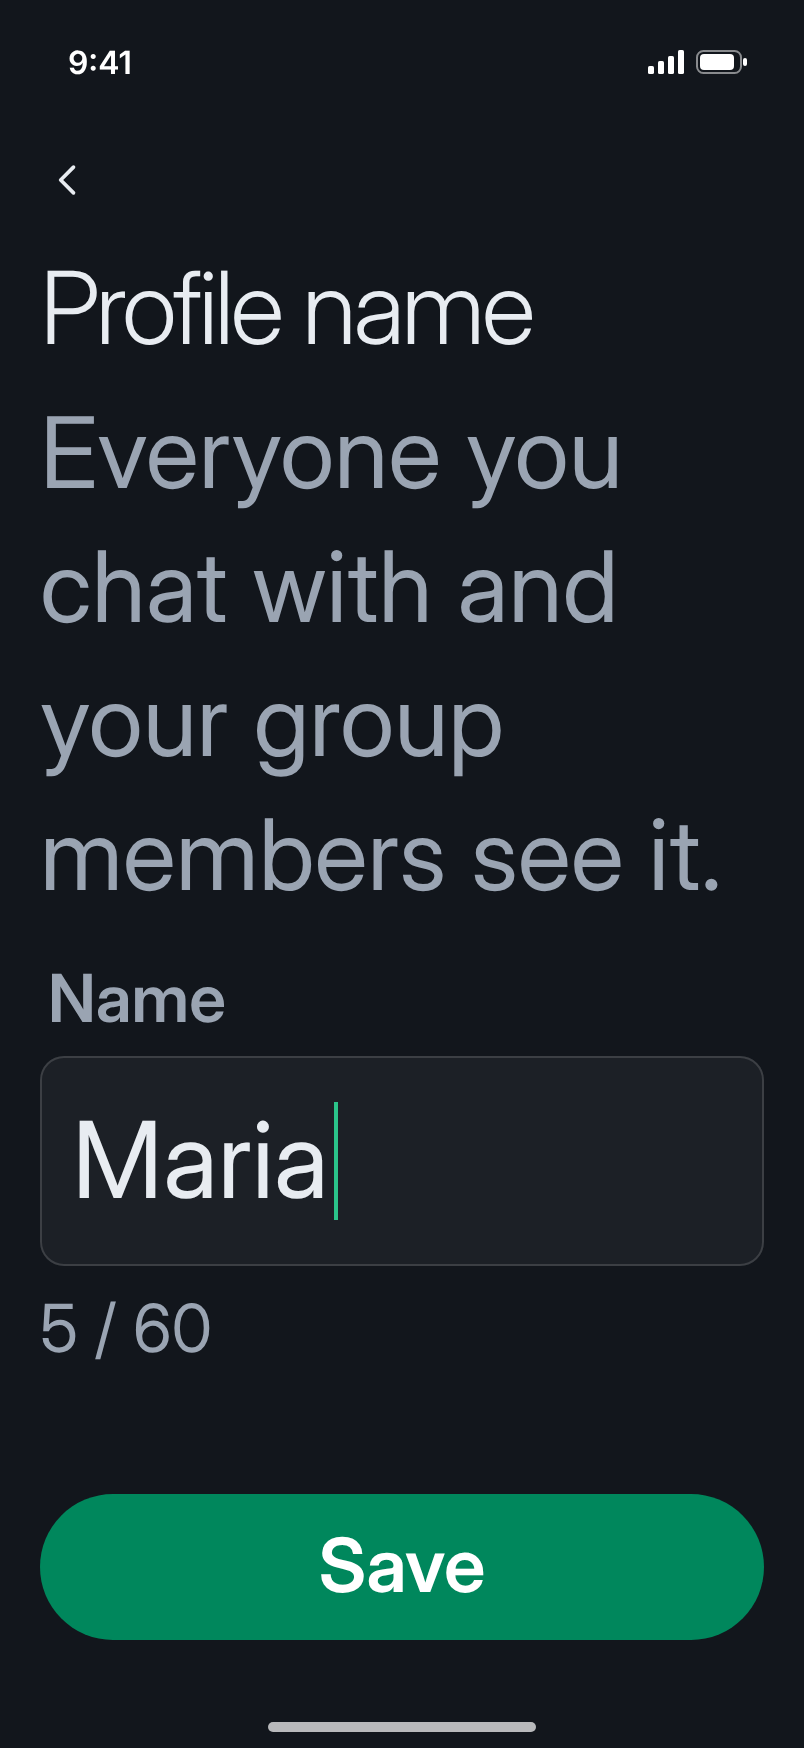 9:41
Profile name
Everyone you
chat with and
your group
members see it.
Name
Maria
5 / 60
Save